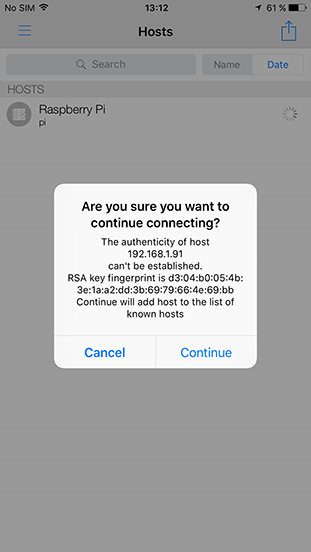 No SIM 13:12 61 %
Hosts
Search Name Date
HOSTS
Raspberry Pi
pi
Are you sure you want to
continue connecting?
The authenticity of host
192.168.1.91
can't be established.
RSA key fingerprint is d3:04:b0:05:4b:
3e:1a:a2:dd:3b:69:79:66:4e:69:bb
Continue will add host to the list of
known hosts
Cancel Continue